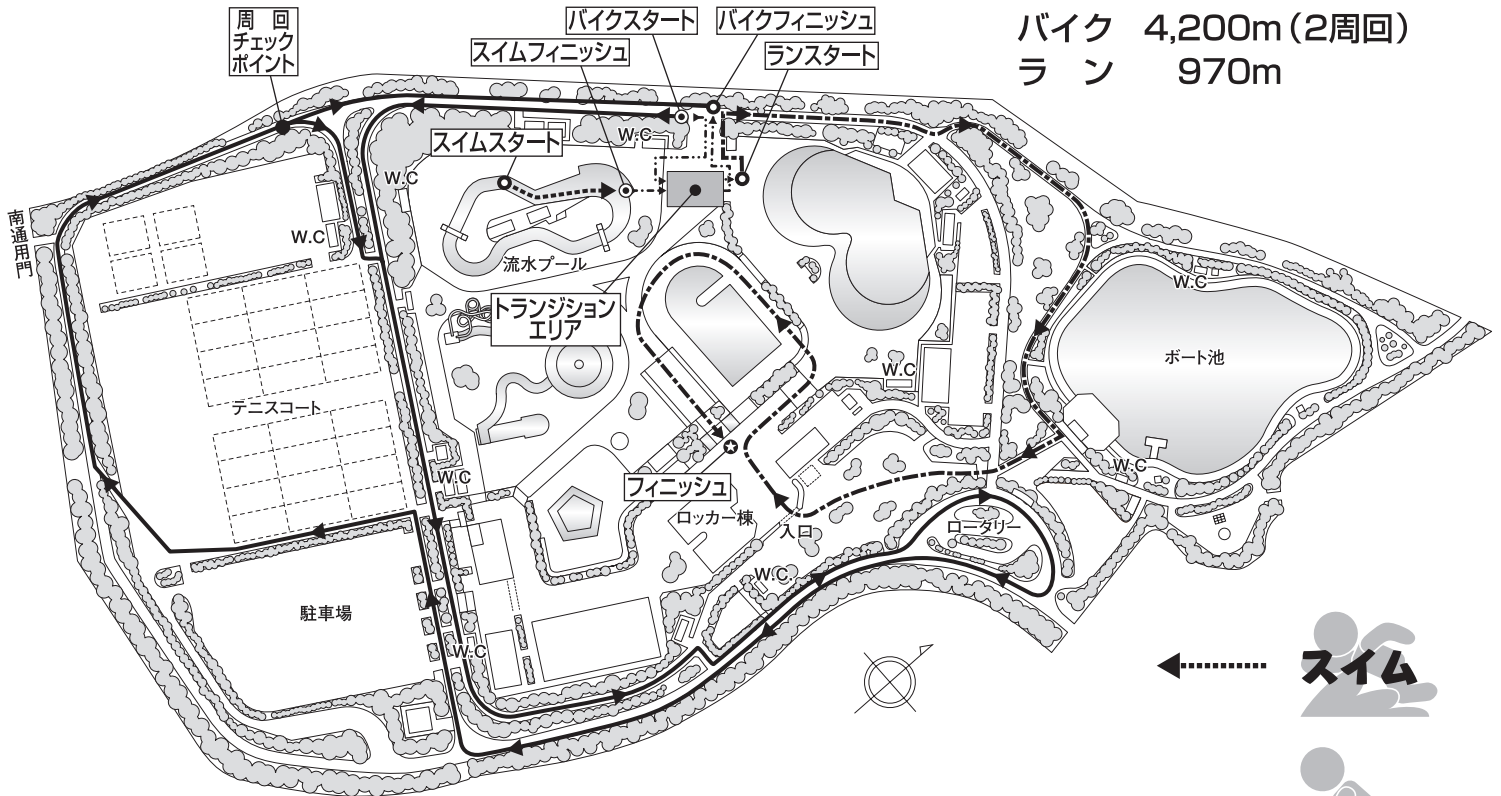 バイク 4,200m（2周回）
ラ ン 970m
周 回
チェック
ポイント
バイクスタート
バイクフィニッシュ
スイムフィニッシュ
ランスタート
スイムスタート
W.C
W.C
W.C
南通用門
流水プール
トランジション
エリア
W.C
ボート池
テニスコート
W.C
W.C
W.C
フィニッシュ
ロッカー棟
入口
ロータリー
W.C.
駐車場
W.C
スイム